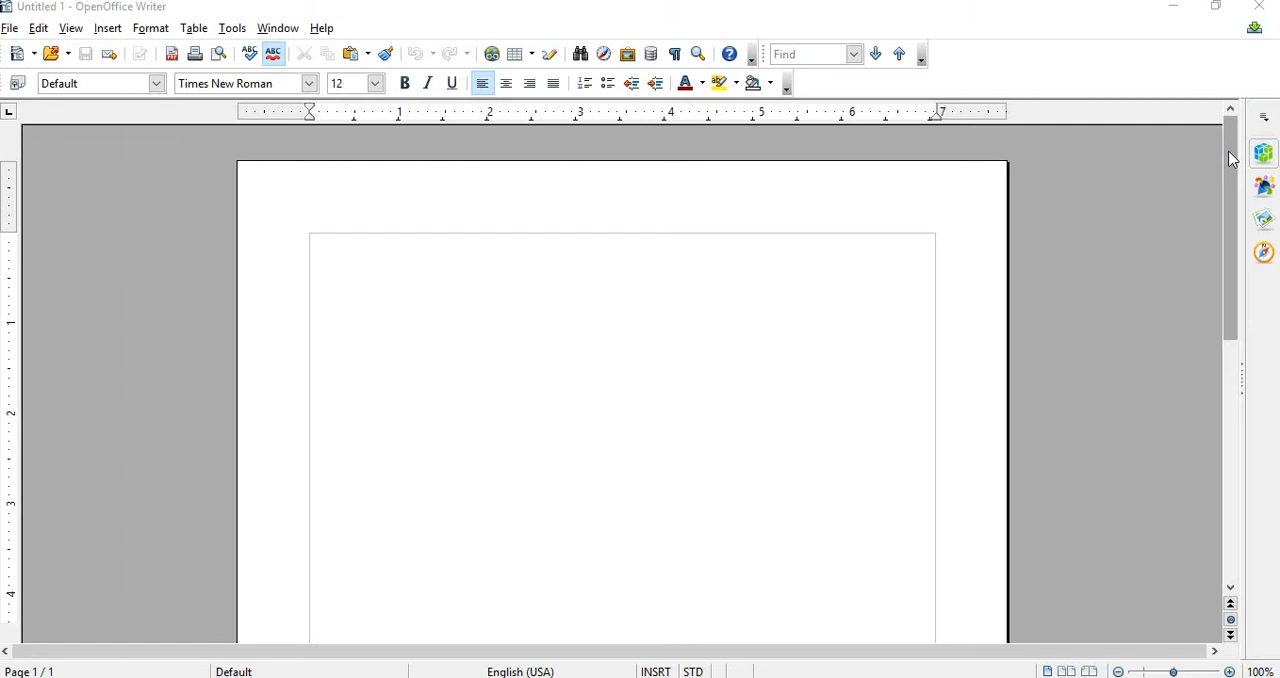 Untitled 1 - OpenOffice Writer
File Edit View Insert Format Table Tools Window Help
ABC ABC Find
Default Times New Roman 12 B I U A
1 2 3 4 5 6 7
1
2
3
4
Page 1 / 1 Default English (USA) INSRT STD 100%